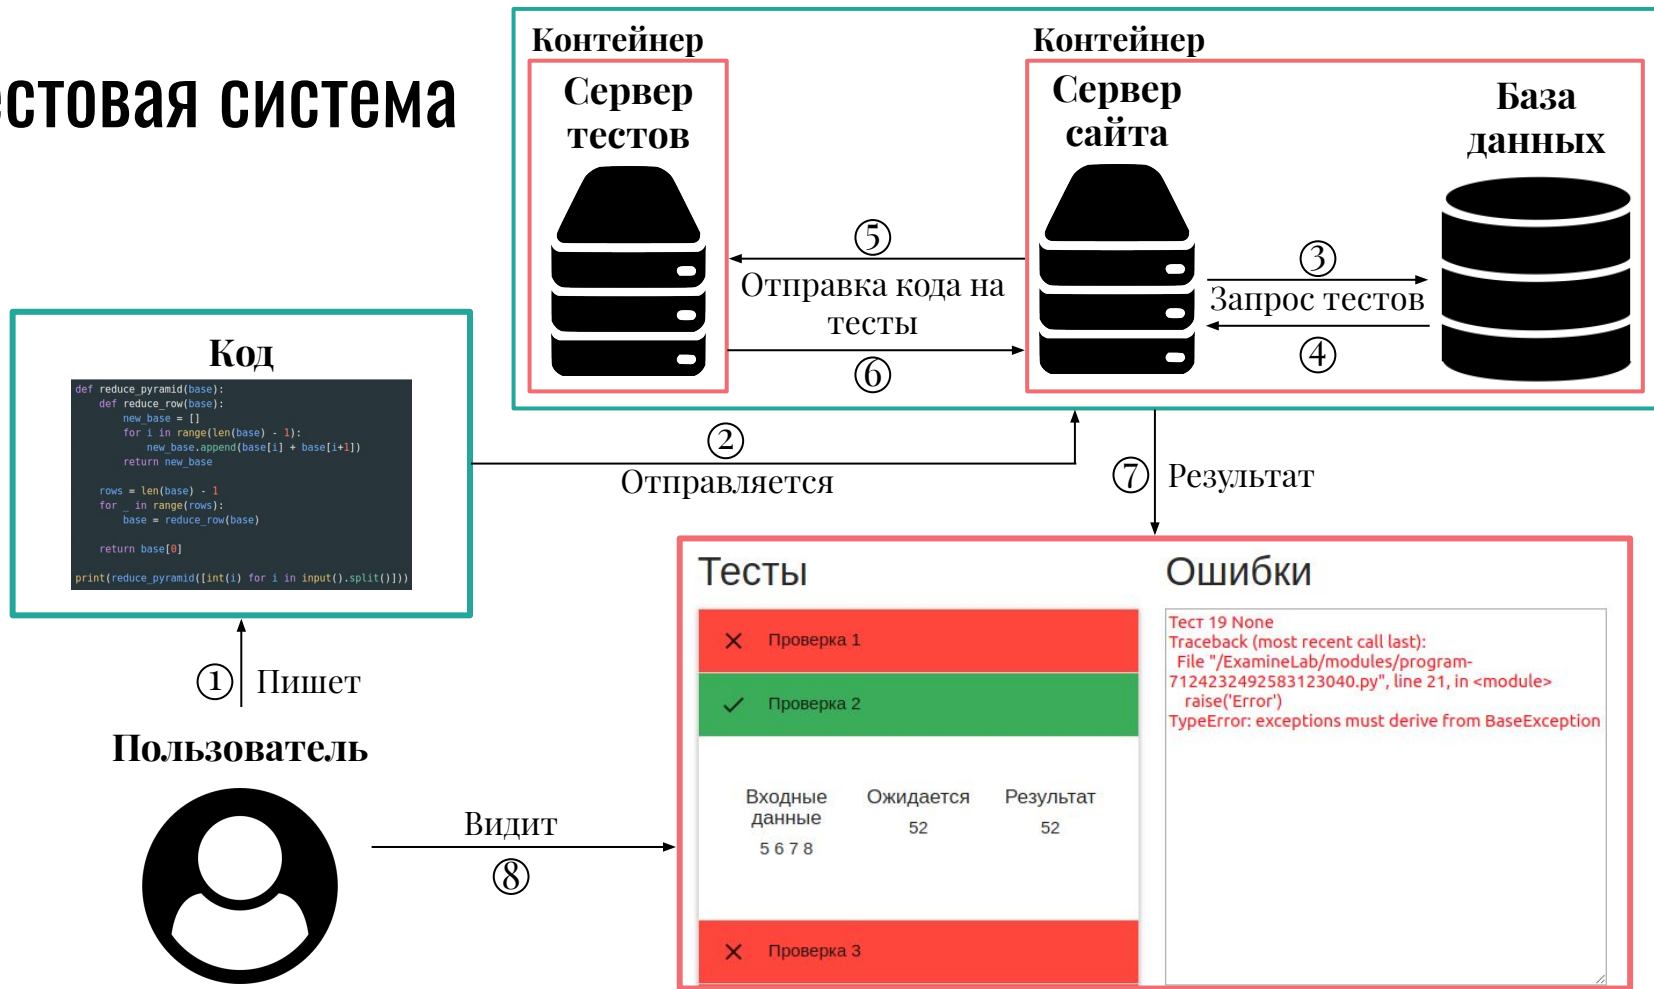 естовая система
Контейнер
Сервер
тестов
Контейнер
Сервер
сайта
База
данных
⑤
Отправка кода на
тесты
⑥
③
Запрос тестов
④
Код
def reduce_pyramid(base):
    def reduce_row(base):
        new_base = []
        for i in range(len(base) - 1):
            new_base.append(base[i] + base[i+1])
        return new_base
    rows = len(base) - 1
    for _ in range(rows):
        base = reduce_row(base)
    return base[0]
print(reduce_pyramid([int(i) for i in input().split()]))
②
Отправляется
⑦ Результат
① Пишет
Пользователь
Видит
⑧
Тесты
Проверка 1
Проверка 2
Входные
данные
5 6 7 8
Ожидается
52
Результат
52
Проверка 3
Ошибки
Тест 19 None
Traceback (most recent call last):
  File "/ExamineLab/modules/program-
7124232492583123040.py", line 21, in <module>
    raise('Error')
TypeError: exceptions must derive from BaseException